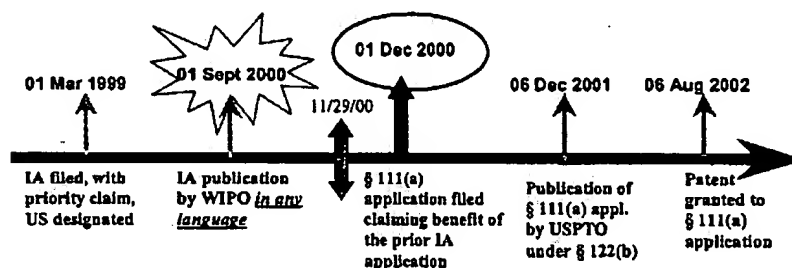 01 Mar 1999
01 Sept 2000
11/29/00
01 Dec 2000
06 Dec 2001
06 Aug 2002
IA filed, with
priority claim,
US designated
IA publication
by WIPO in any
language
§ 111(a)
application filed
claiming benefit of
the prior IA
application
Publication of
§ 111(a) appl.
by USPTO
under § 122(b)
Patent
granted to
§ 111(a)
application